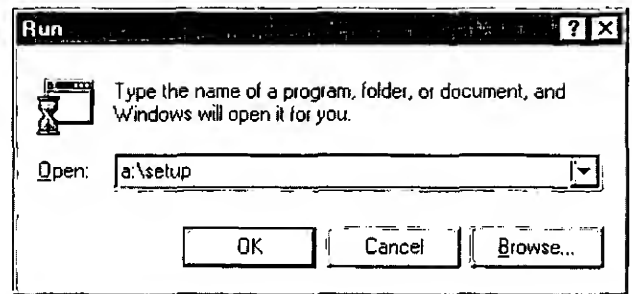 Run
Type the name of a program, folder, or document, and
Windows will open it for you.
Open: a:\setup
OK Cancel Browse...